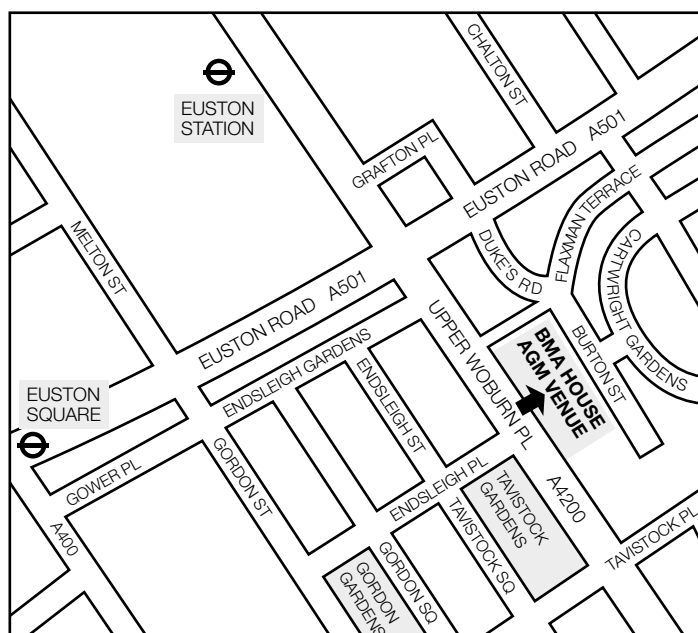 EUSTON
STATION
CHALTON ST
GRAFTON PL
EUSTON ROAD A501
FLAXMAN TERRACE
DUKE'S RD
CARTWRIGHT GARDENS
MELTON ST
EUSTON ROAD A501
UPPER WOBURN PL
BMA HOUSE
AGM VENUE
BURTON ST
EUSTON
SQUARE
ENDSLEIGH GARDENS
ENDSLEIGH ST
GOWER PL
GORDON ST
ENDSLEIGH PL
TAVISTOCK
GARDENS
A4200
TAVISTOCK PL
A400
TAVISTOCK SQ
GORDON SQ
GORDON
GARDENS